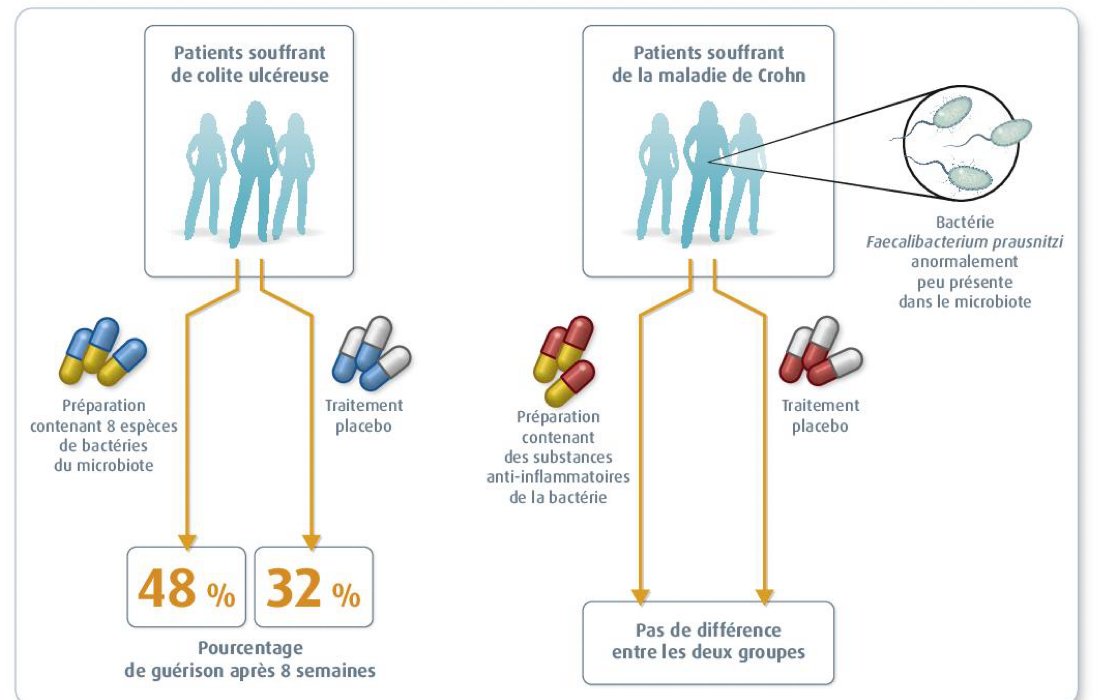 Patients souffrant
de colite ulcéreuse
Préparation
contenant 8 espèces
de bactéries
du microbiote
Traitement
placebo
48 %
32 %
Pourcentage
de guérison après 8 semaines
Patients souffrant
de la maladie de Crohn
Bactérie
Faecalibacterium prausnitzi
anormalement
peu présente
dans le microbiote
Préparation
contenant
des substances
anti-inflammatoires
de la bactérie
Traitement
placebo
Pas de différence
entre les deux groupes